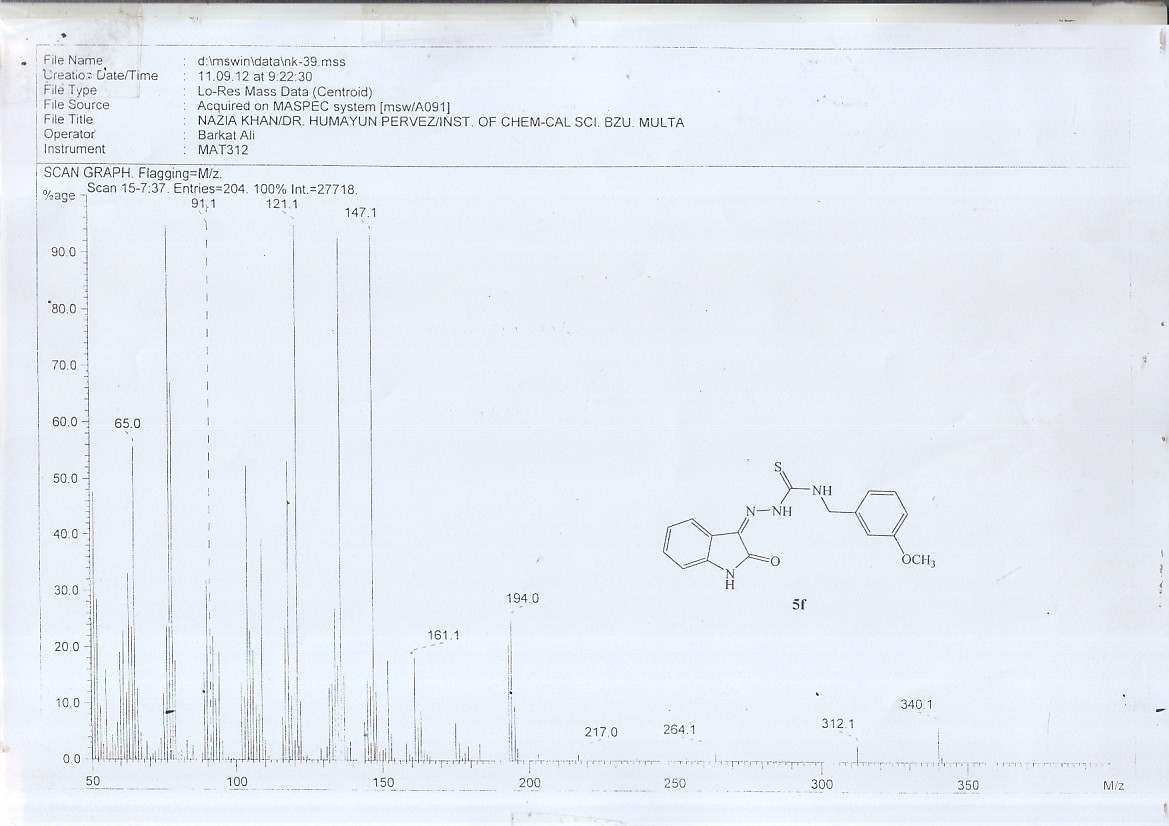 File Name : d:\mswin\data\nk-39.mss
Creation Date/Time : 11.09.12 at 9:22:30
File Type : Lo-Res Mass Data (Centroid)
File Source : Acquired on MASPEC system [msw/A091]
File Title : NAZIA KHAN/DR. HUMAYUN PERVEZ/INST. OF CHEM-CAL SCI. BZU. MULTA
Operator : Barkat Ali
Instrument : MAT312
SCAN GRAPH. Flagging=M/z.
Scan 15-7:37. Entries=204. 100% Int.=27718.
%age
91.1 121.1 147.1
90.0
80.0
70.0
60.0
65.0
50.0
40.0
30.0
20.0
10.0
0.0
194.0
161.1
217.0 264.1 312.1 340.1
S
NH
N NH
O
N
H
OCH3
5f
50 100 150 200 250 300 350 M/z